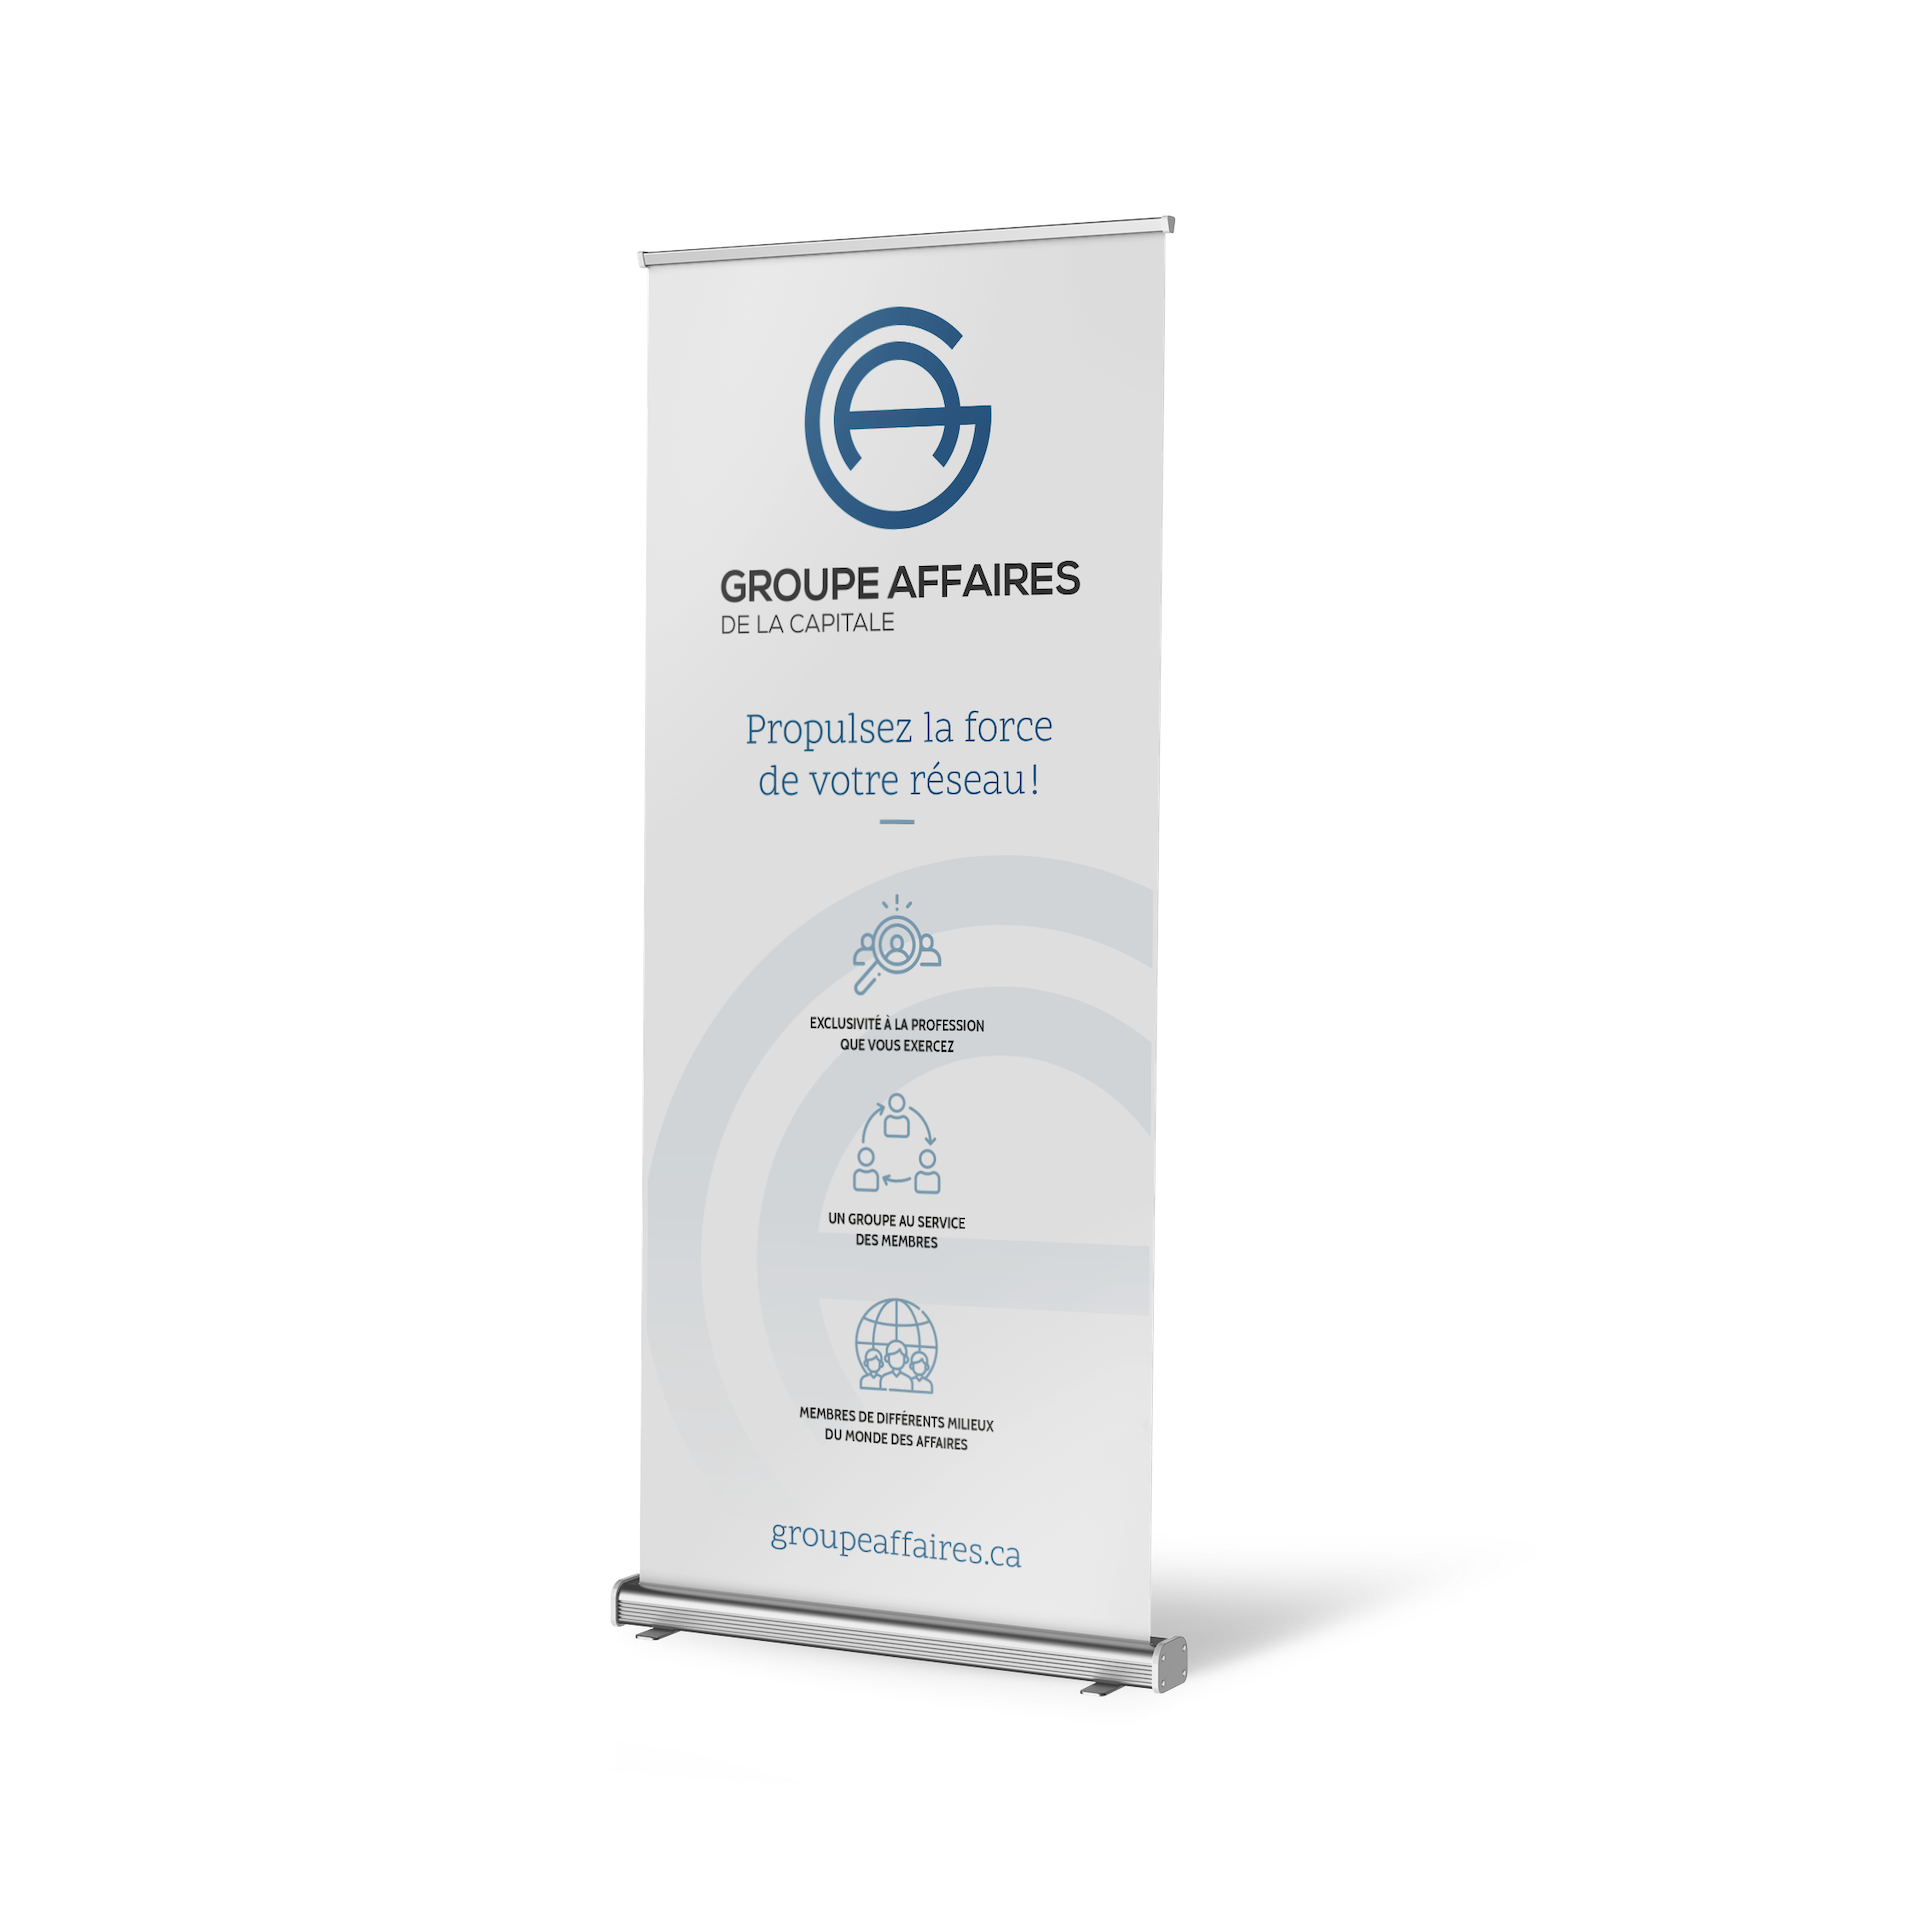 GROUPE AFFAIRES
DE LA CAPITALE
Propulsez la force
de votre réseau!
EXCLUSIVITÉ À LA PROFESSION
QUE VOUS EXERCEZ
UN GROUPE AU SERVICE
DES MEMBRES
MEMBRES DE DIFFÉRENTS MILIEUX
DU MONDE DES AFFAIRES
groupeaffaires.ca